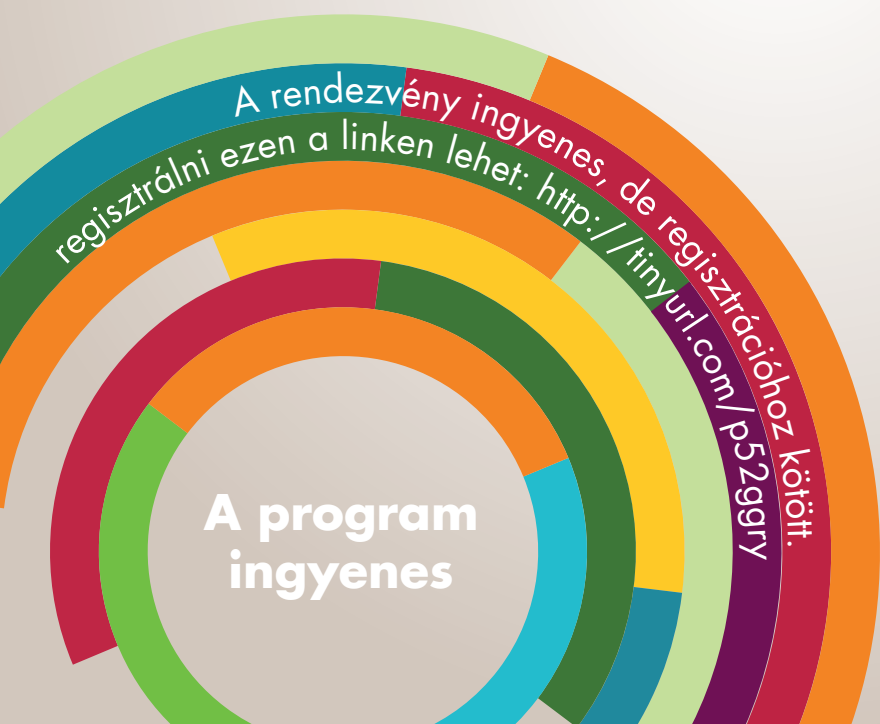 A rendezvény ingyenes, de regisztrációhoz kötött.
regisztrálni ezen a linken lehet: http://tinyurl.com/p52ggry
A program
ingyenes